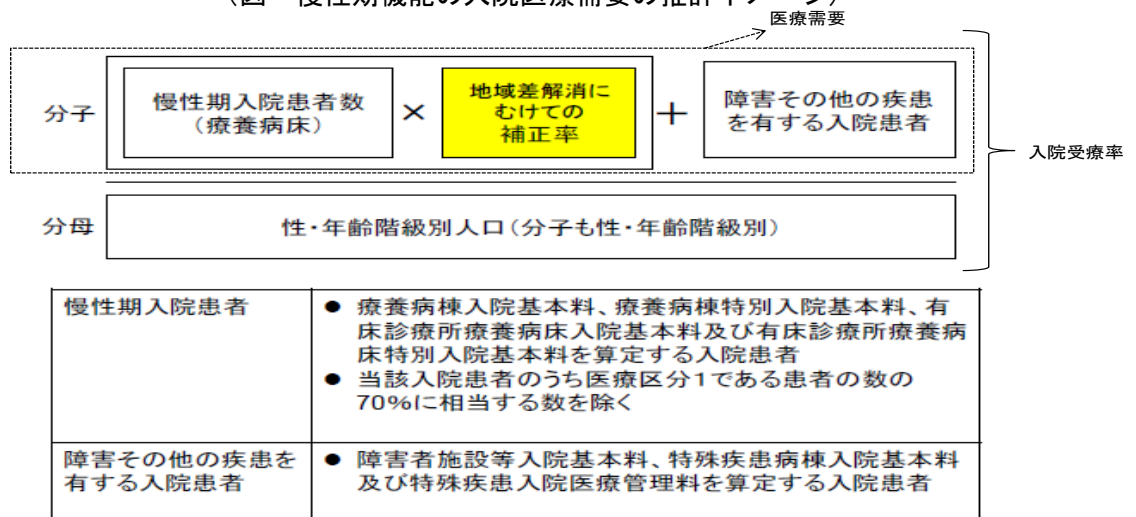 医療需要
分子
慢性期入院患者数
(療養病床)
×
地域差解消に
むけての
補正率
+
障害その他の疾患
を有する入院患者
入院受療率
分母
性・年齢階級別人口(分子も性・年齢階級別)
慢性期入院患者
● 療養病棟入院基本料、療養病棟特別入院基本料、有
床診療所療養病床入院基本料及び有床診療所療養病
床特別入院基本料を算定する入院患者
● 当該入院患者のうち医療区分1である患者の数の
70%に相当する数を除く
障害その他の疾患を
有する入院患者
● 障害者施設等入院基本料、特殊疾患病棟入院基本料
及び特殊疾患入院医療管理料を算定する入院患者